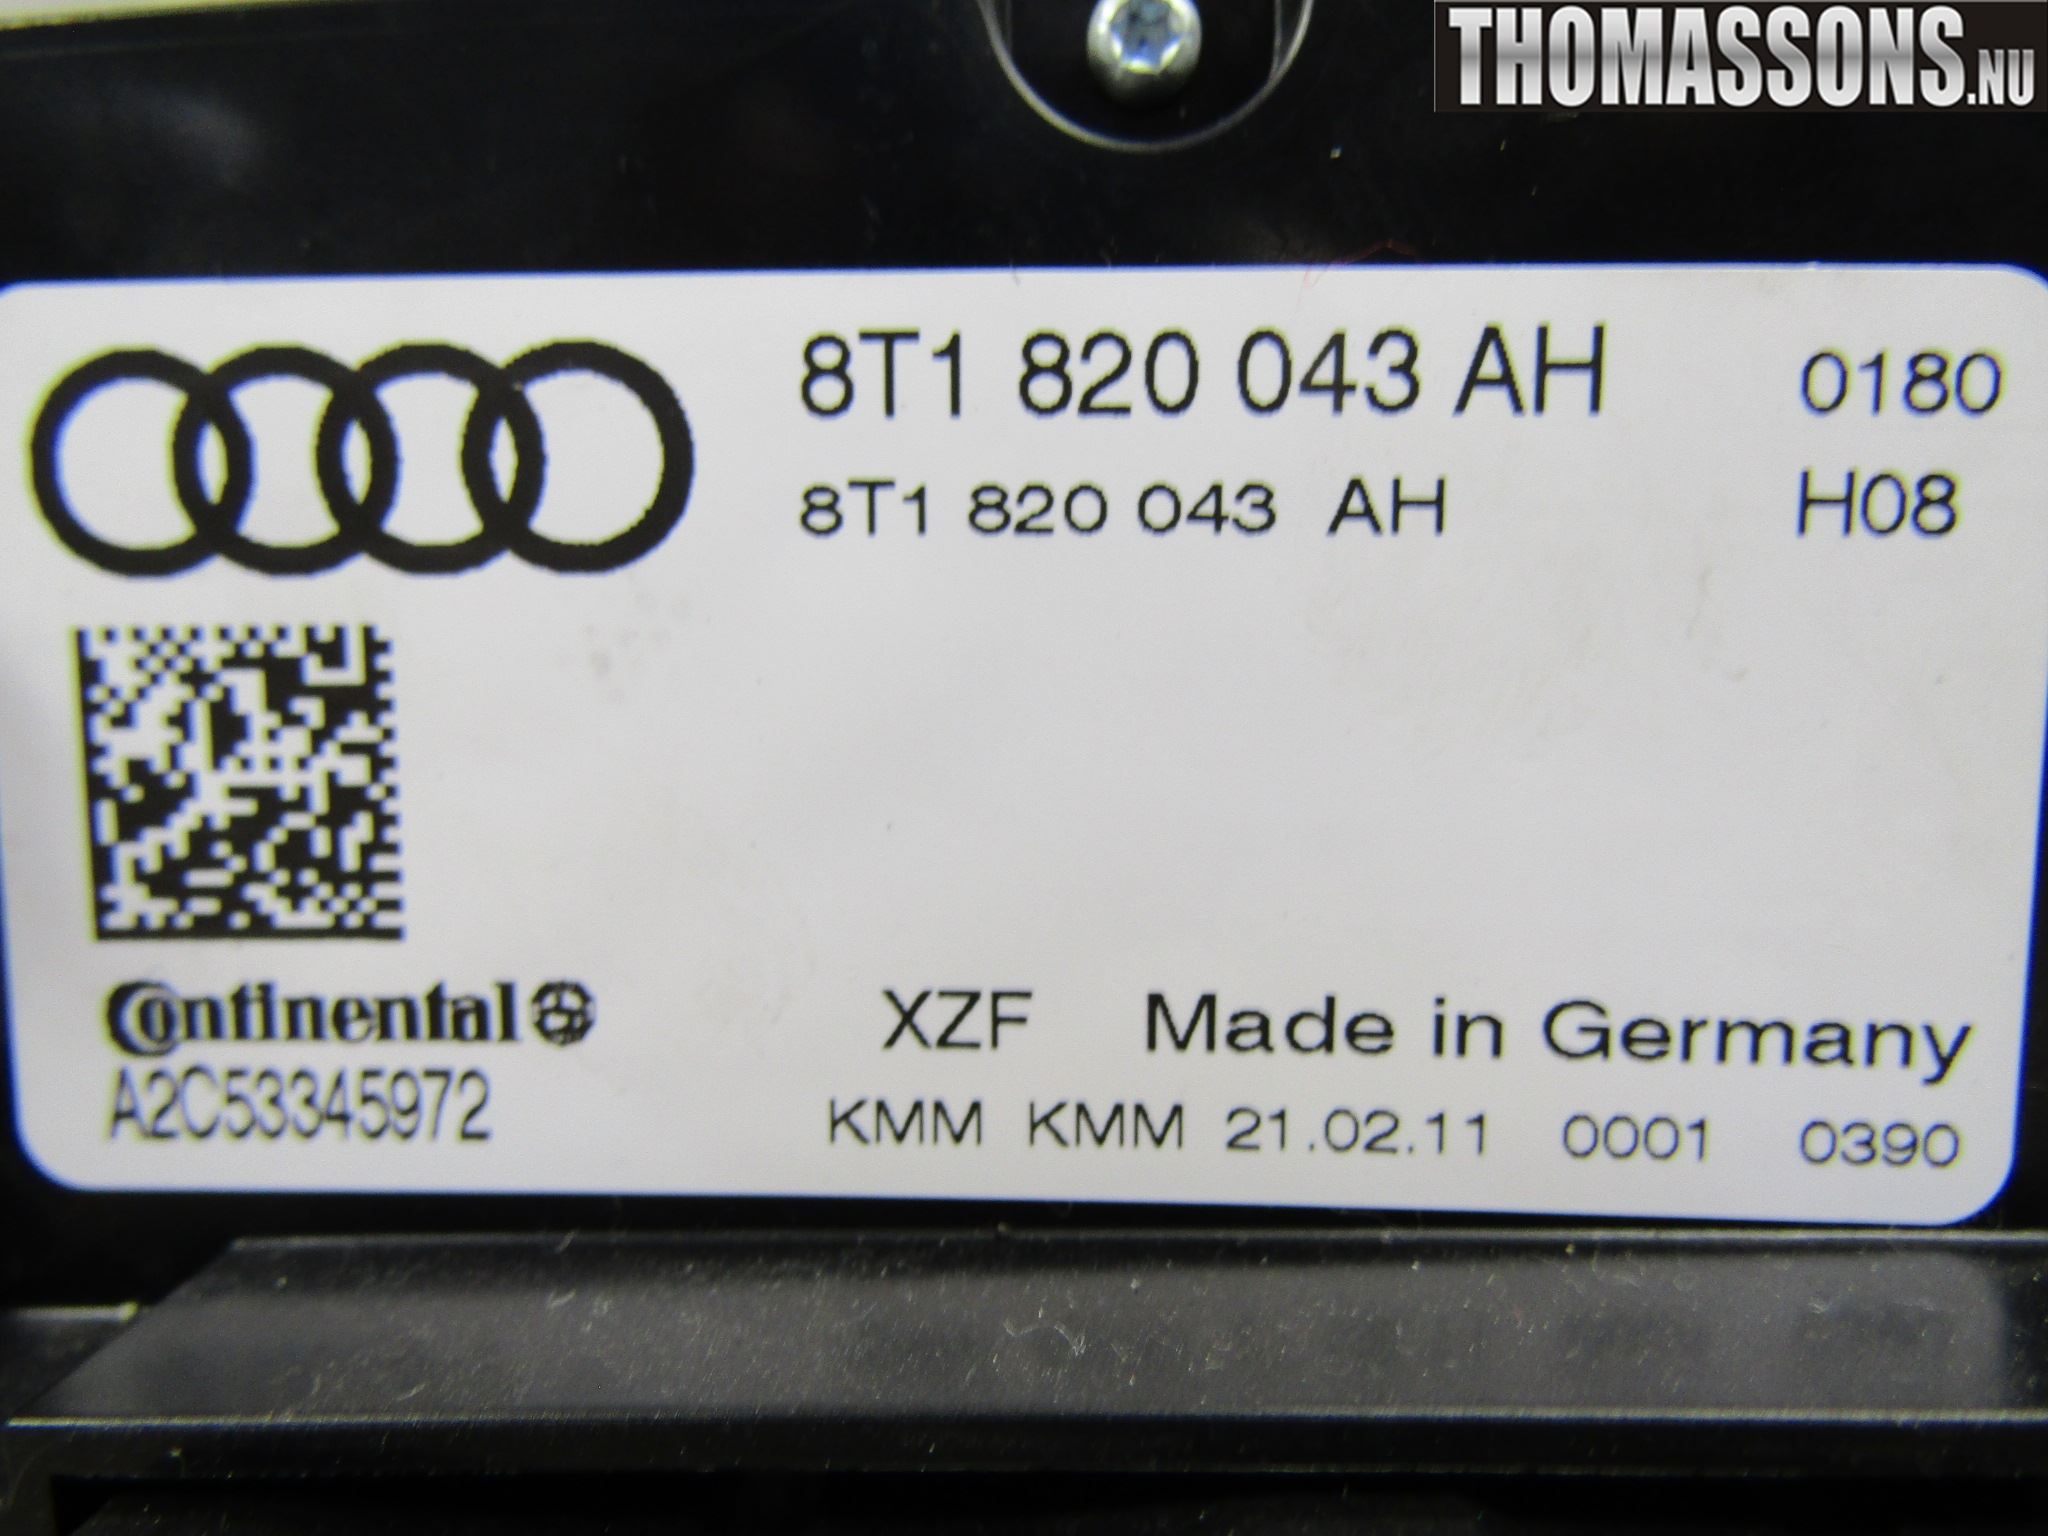 THOMASSONS.NU
8T1 820 043 AH 0180
8T1 820 043 AH H08
Continental
A2C53345972
XZF Made in Germany
KMM KMM 21.02.11 0001 0390